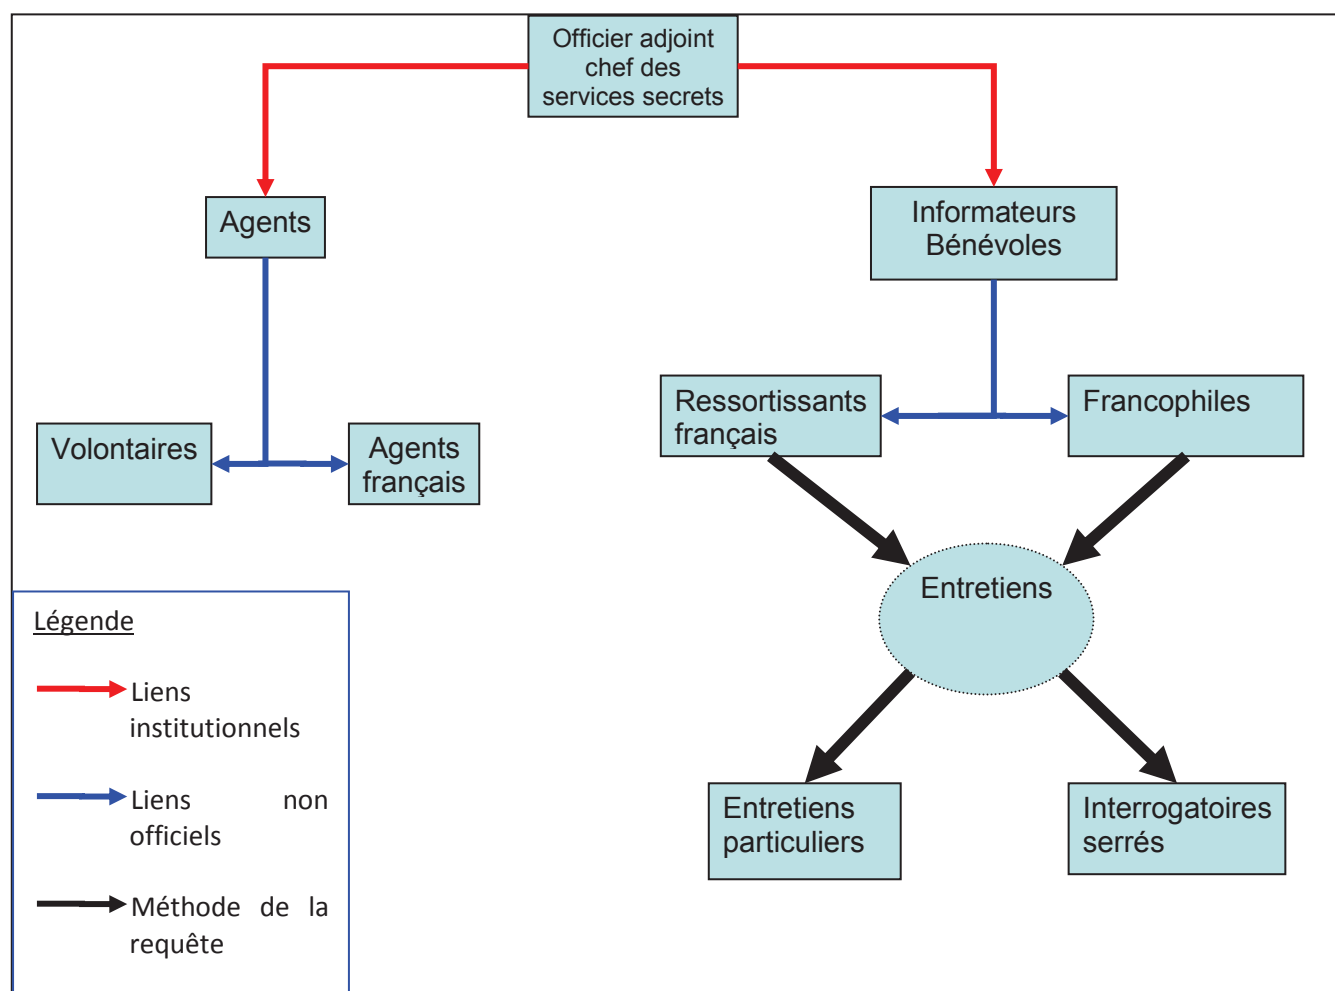 Officier adjoint
chef des
services secrets
Agents
Informateurs
Bénévoles
Ressortissants
français
Francophiles
Volontaires
Agents
français
Entretiens
Légende
Liens
institutionnels
Liens non
officiels
Méthode de la
requête
Entretiens
particuliers
Interrogatoires
serrés